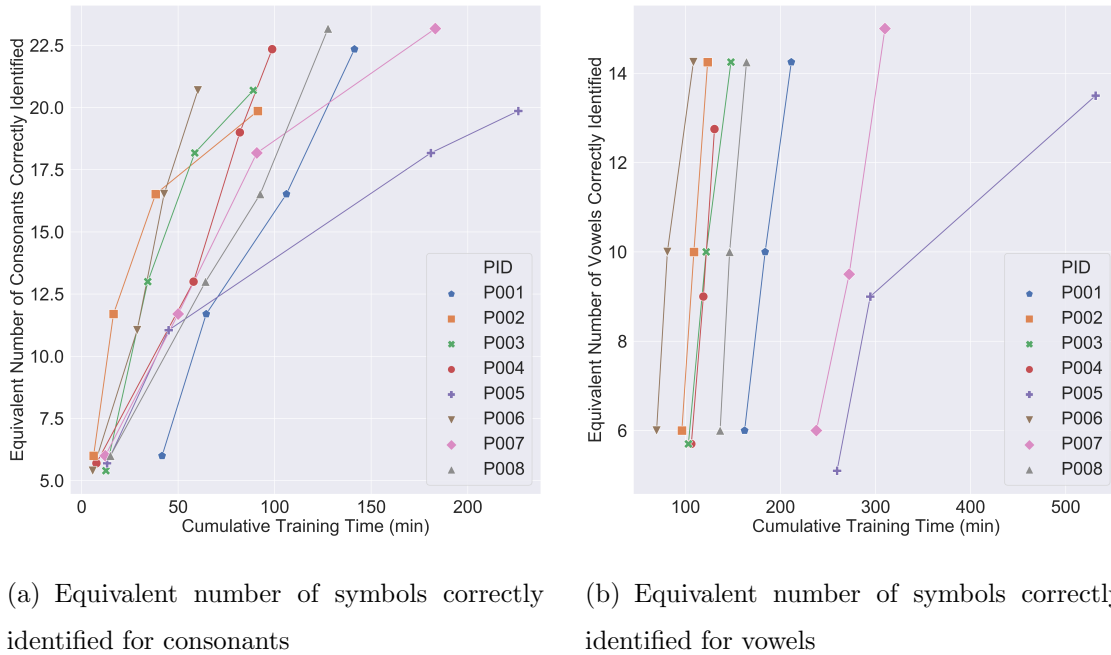 Equivalent Number of Consonants Correctly Identified
22.5
20.0
17.5
15.0
12.5
10.0
7.5
5.0
0 50 100 150 200
Cumulative Training Time (min)
PID
P001
P002
P003
P004
P005
P006
P007
P008
Equivalent Number of Vowels Correctly Identified
14
12
10
8
6
100 200 300 400 500
Cumulative Training Time (min)
PID
P001
P002
P003
P004
P005
P006
P007
P008
(a) Equivalent number of symbols correctly
identified for consonants
(b) Equivalent number of symbols correctly
identified for vowels